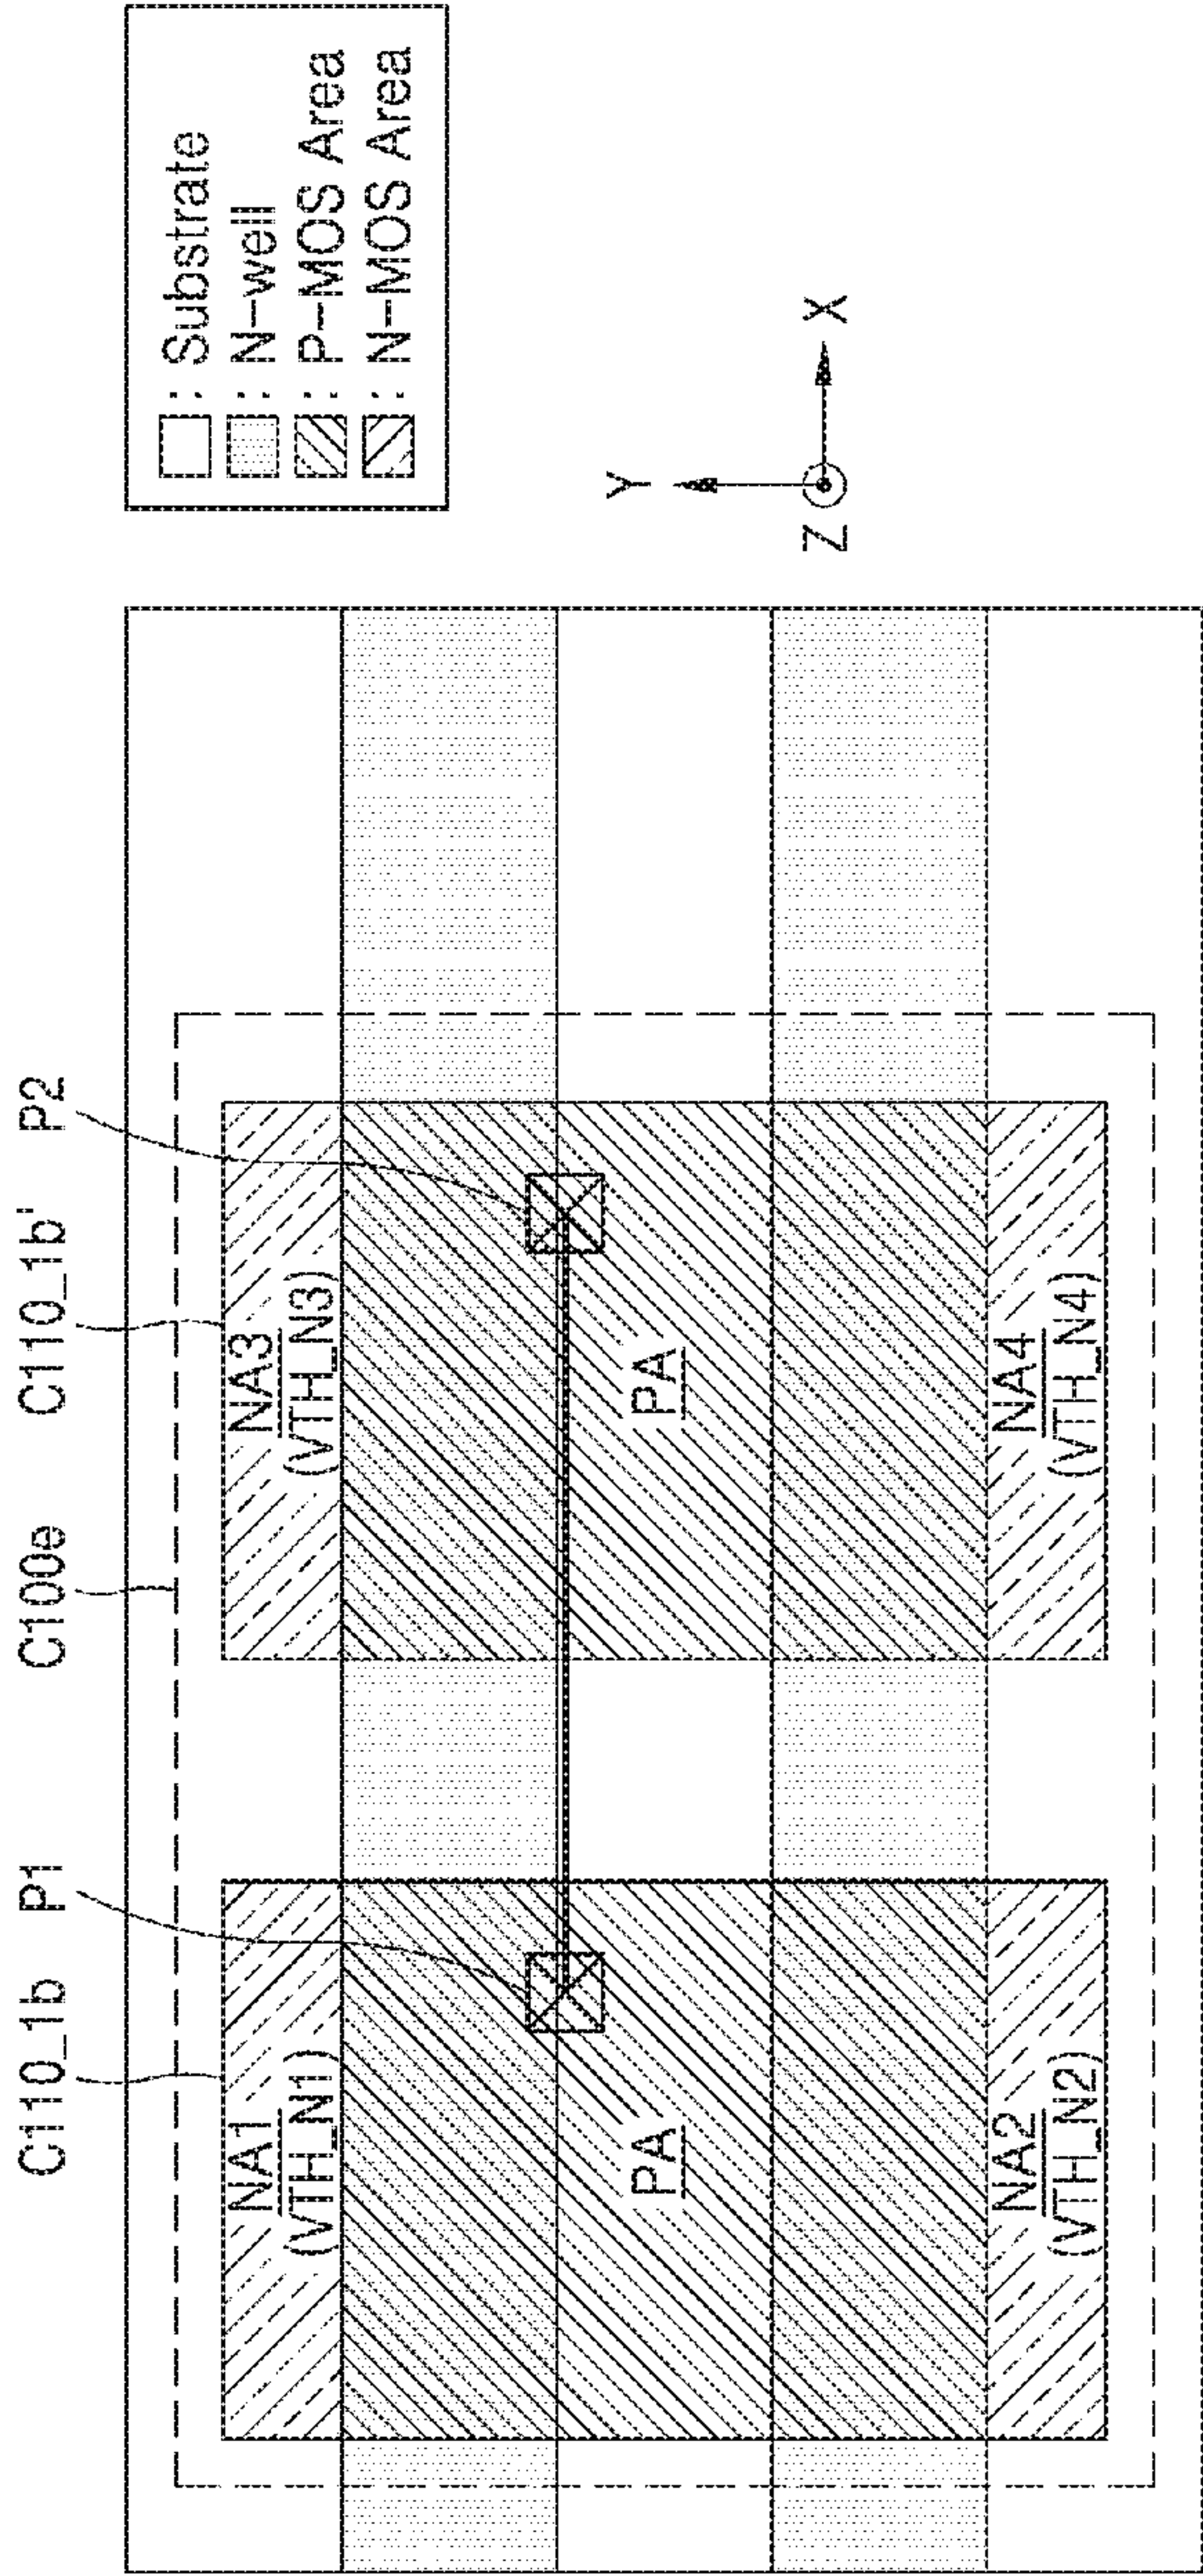 C110_1b P1 C100e C110_1b' P2
NA1
(VTH_N1)
NA3
(VTH_N3)
PA
PA
NA2
(VTH_N2)
NA4
(VTH_N4)
: Substrate
: N-well
: P-MOS Area
: N-MOS Area
Y
Z X